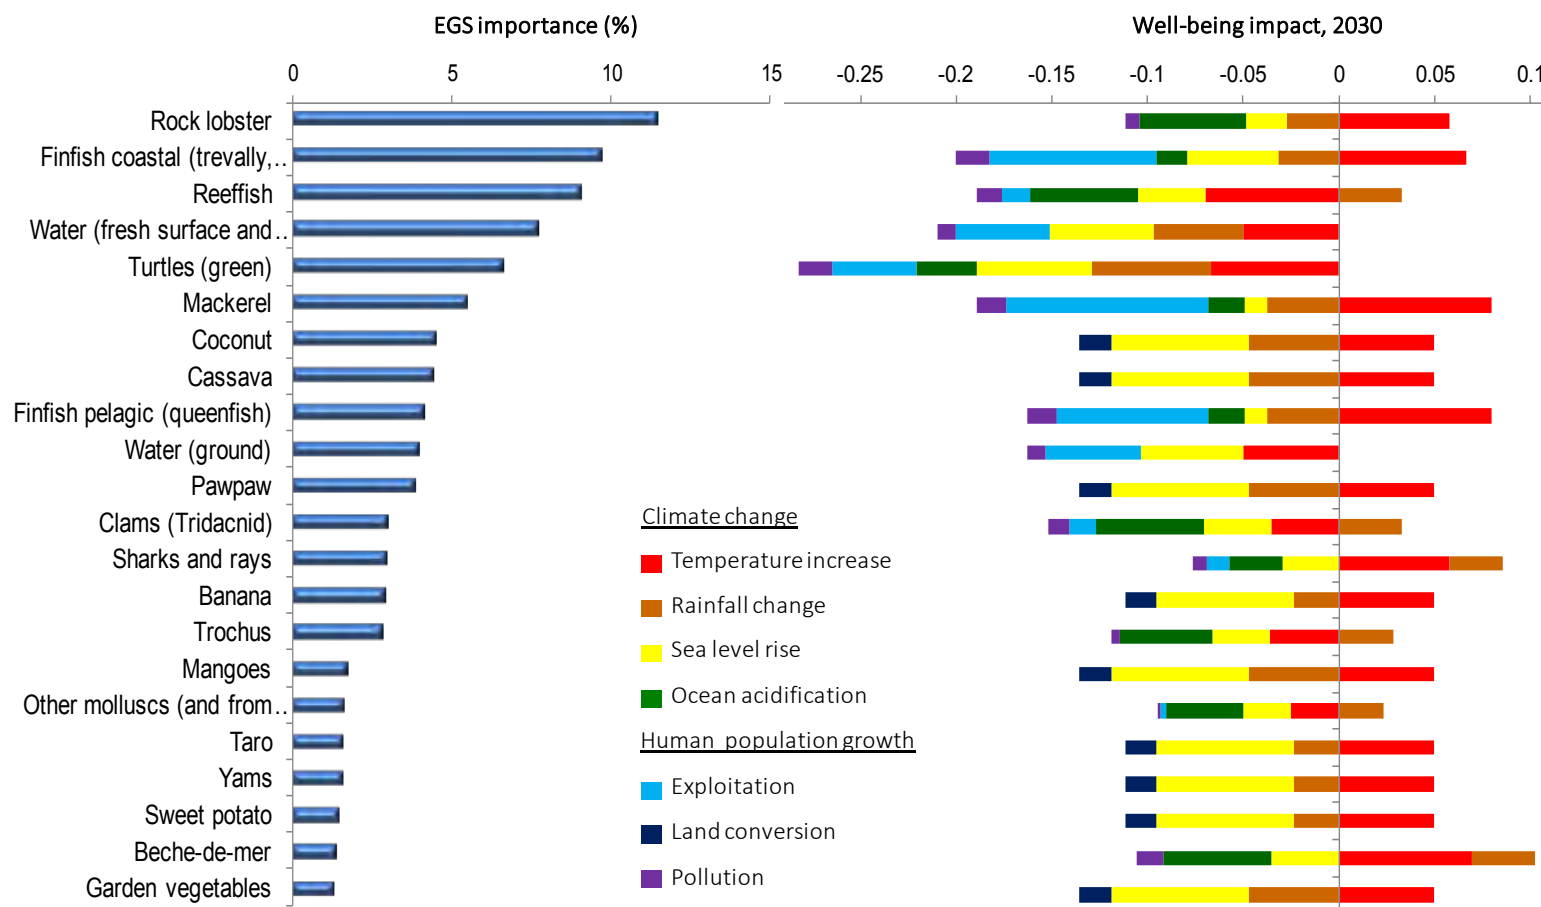 EGS importance (%)
Well-being impact, 2030
0 5 10 15
-0.25 -0.2 -0.15 -0.1 -0.05 0 0.05 0.1
Rock lobster
Finfish coastal (trevally,..
Reeffish
Water (fresh surface and ..
Turtles (green)
Mackerel
Coconut
Cassava
Finfish pelagic (queenfish)
Water (ground)
Pawpaw
Clams (Tridacnid)
Sharks and rays
Banana
Trochus
Mangoes
Other molluscs (and from..
Taro
Yams
Sweet potato
Beche-de-mer
Garden vegetables
Climate change
Temperature increase
Rainfall change
Sea level rise
Ocean acidification
Human population growth
Exploitation
Land conversion
Pollution